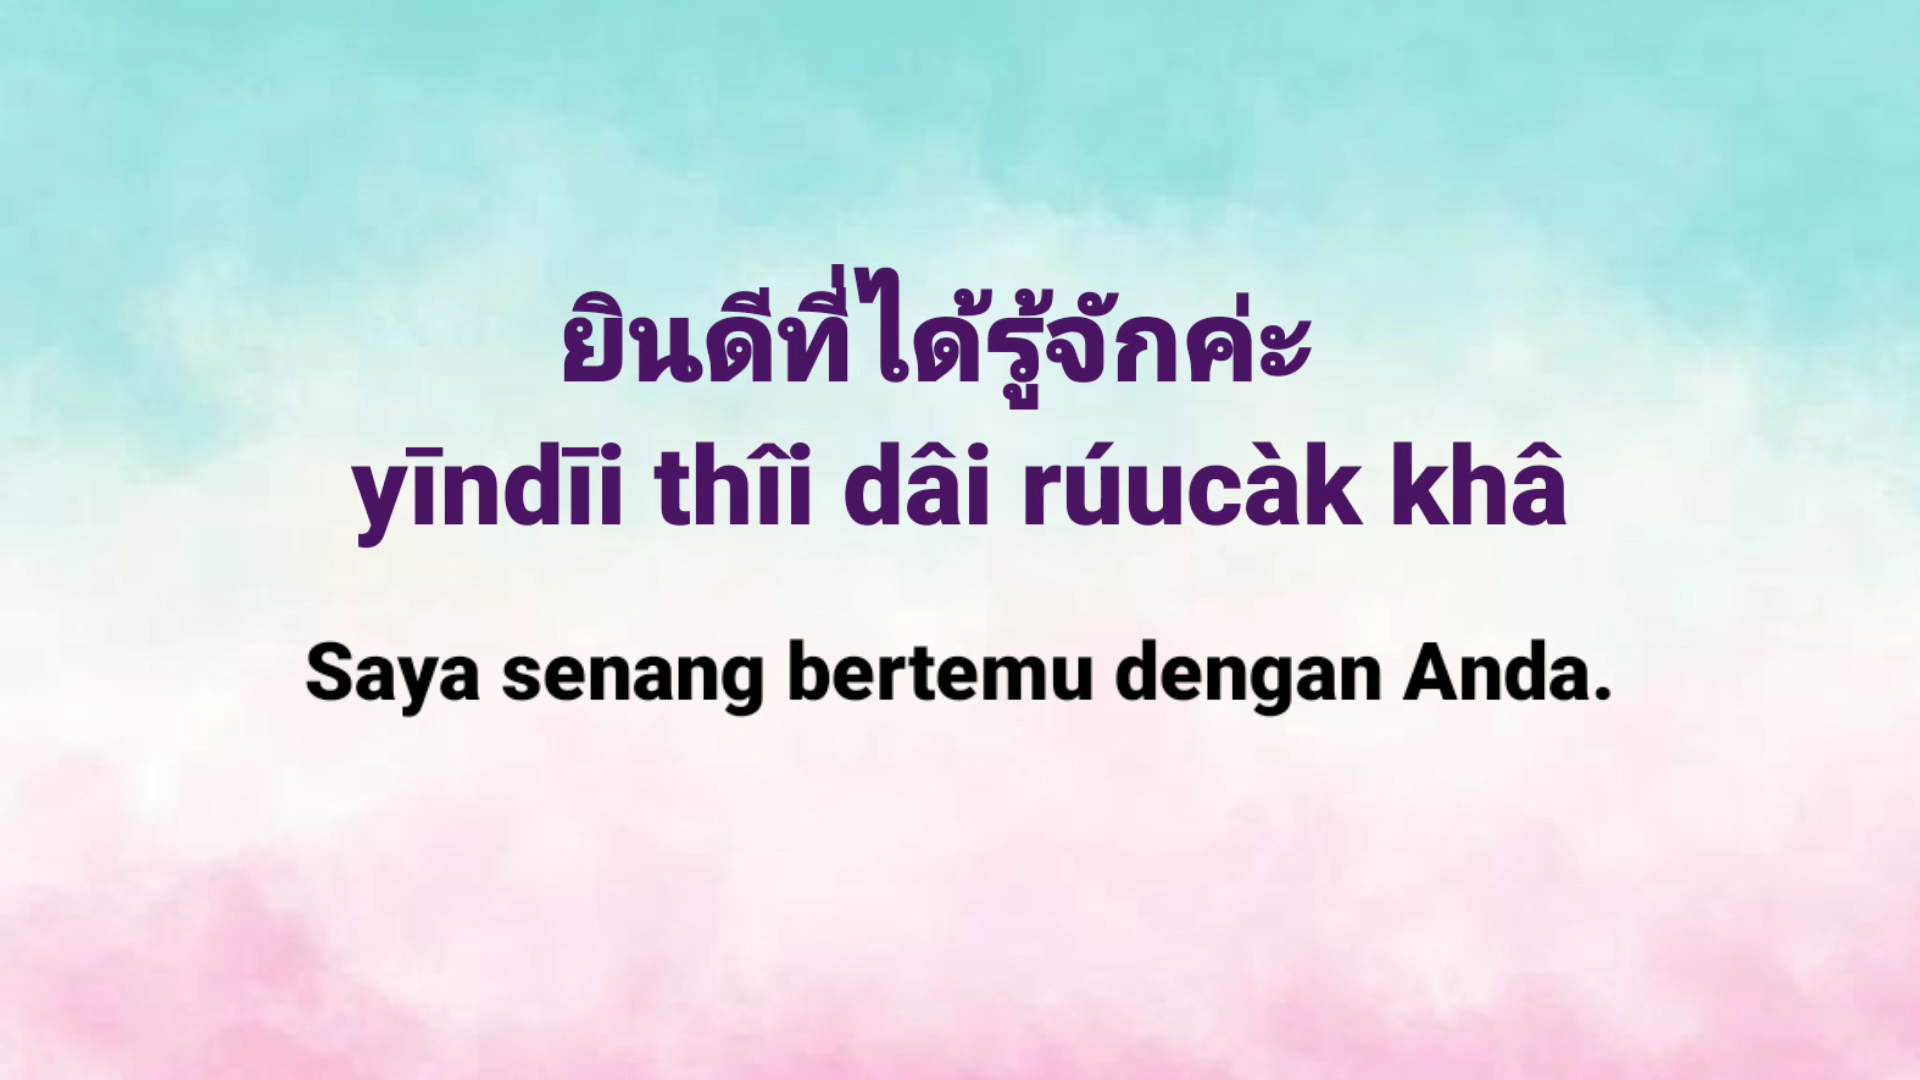 ยินดีที่ได้รู้จักค่ะ
yīndīi thîi dâi rúucàk khâ
Saya senang bertemu dengan Anda.